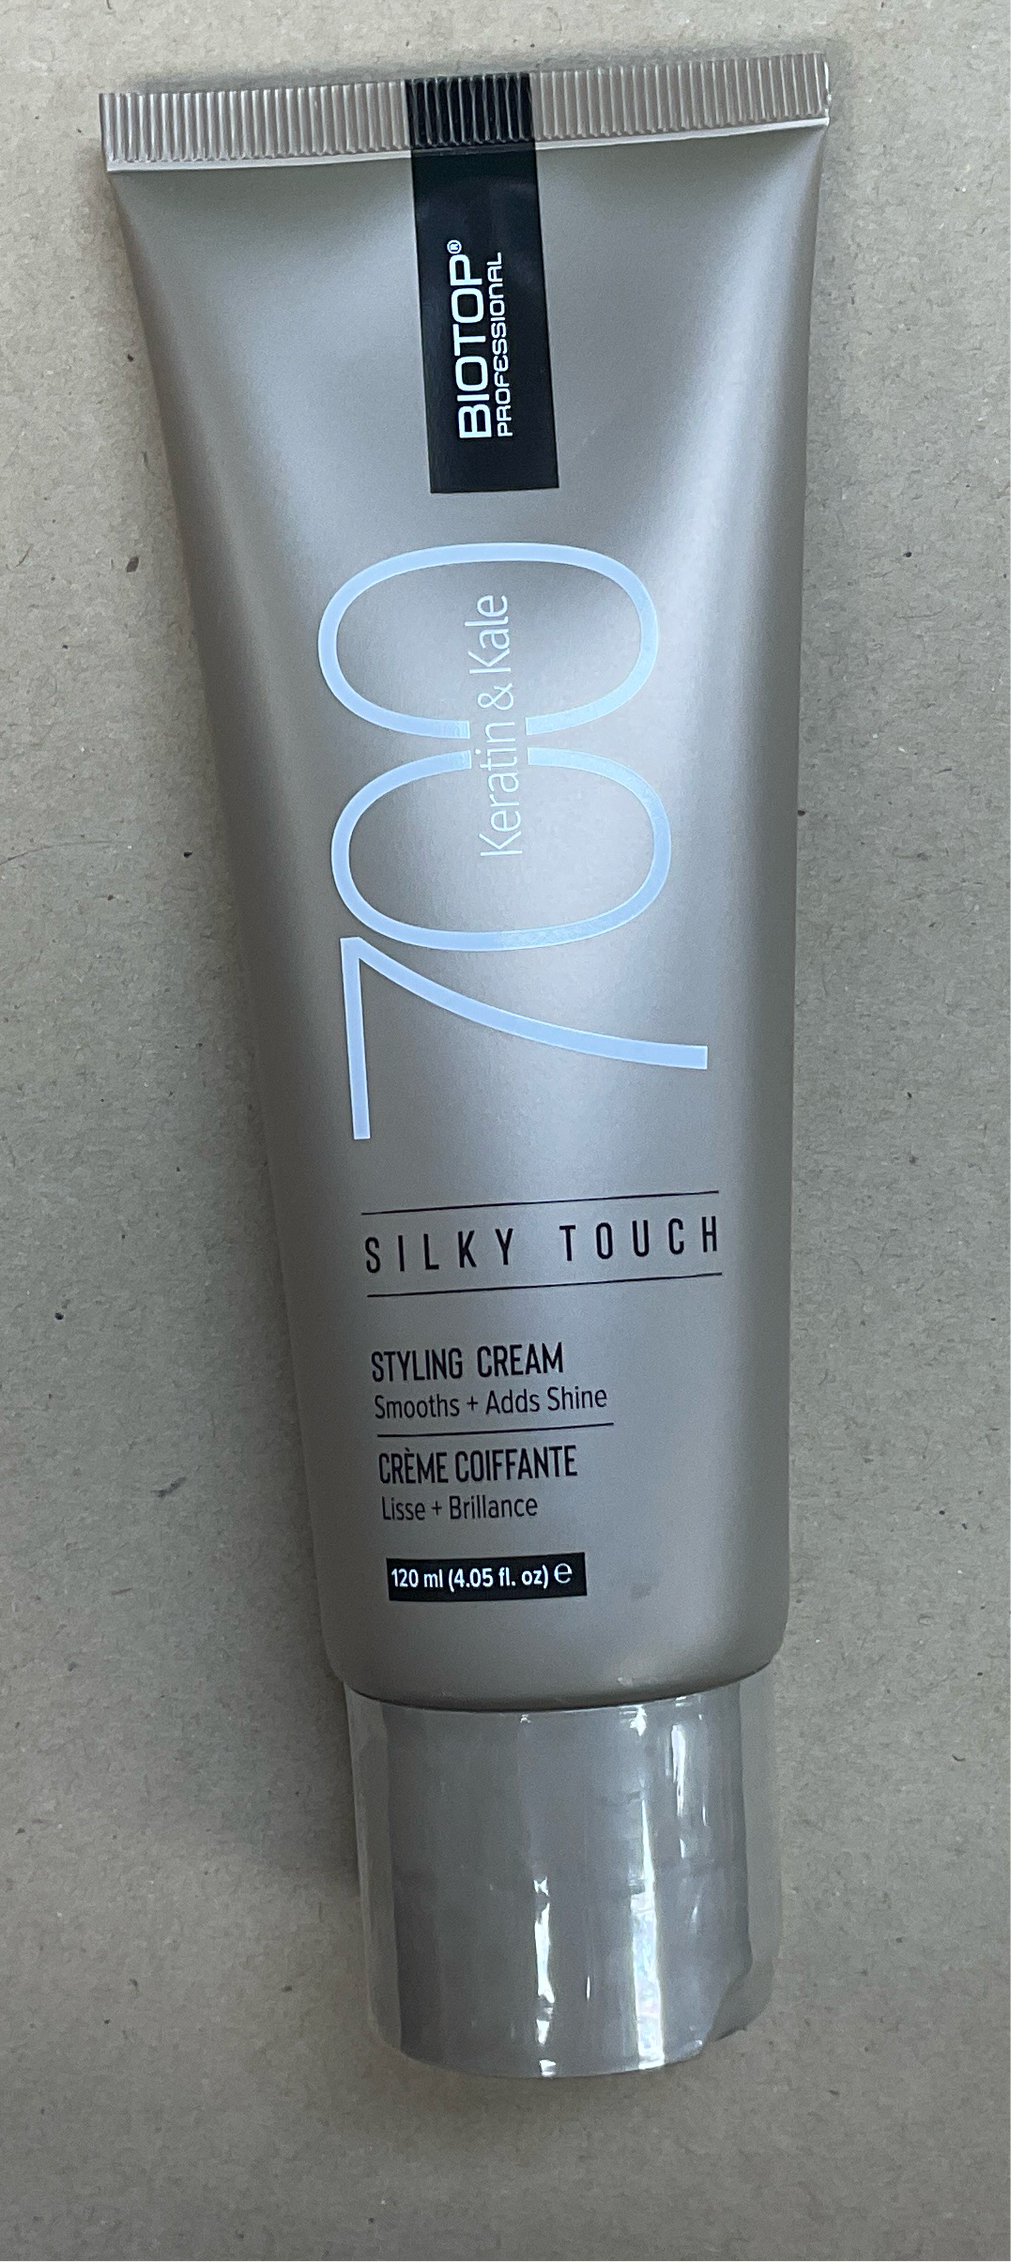 BIOTOP®
PROFESSIONAL
700
Keratin & Kale
SILKY TOUCH
STYLING CREAM
Smooths + Adds Shine
CRÈME COIFFANTE
Lisse + Brillance
120 ml (4.05 fl. oz) ℮